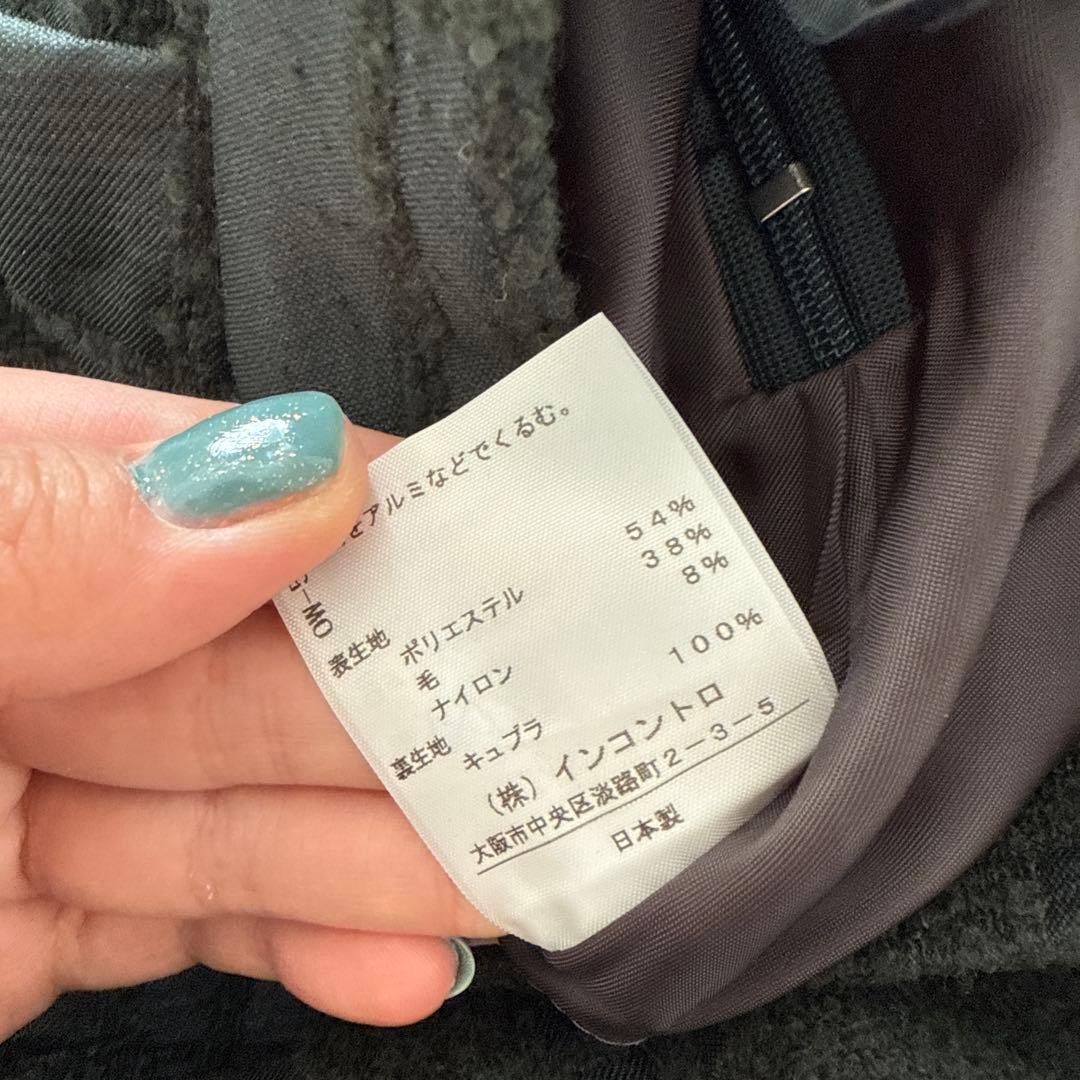 をアルミなどでくるむ。
表生地 ポリエステル 54%
毛 38%
ナイロン 8%
裏生地 キュプラ 100%
(株) インコントロ
大阪市中央区淡路町2-3-5
日本製